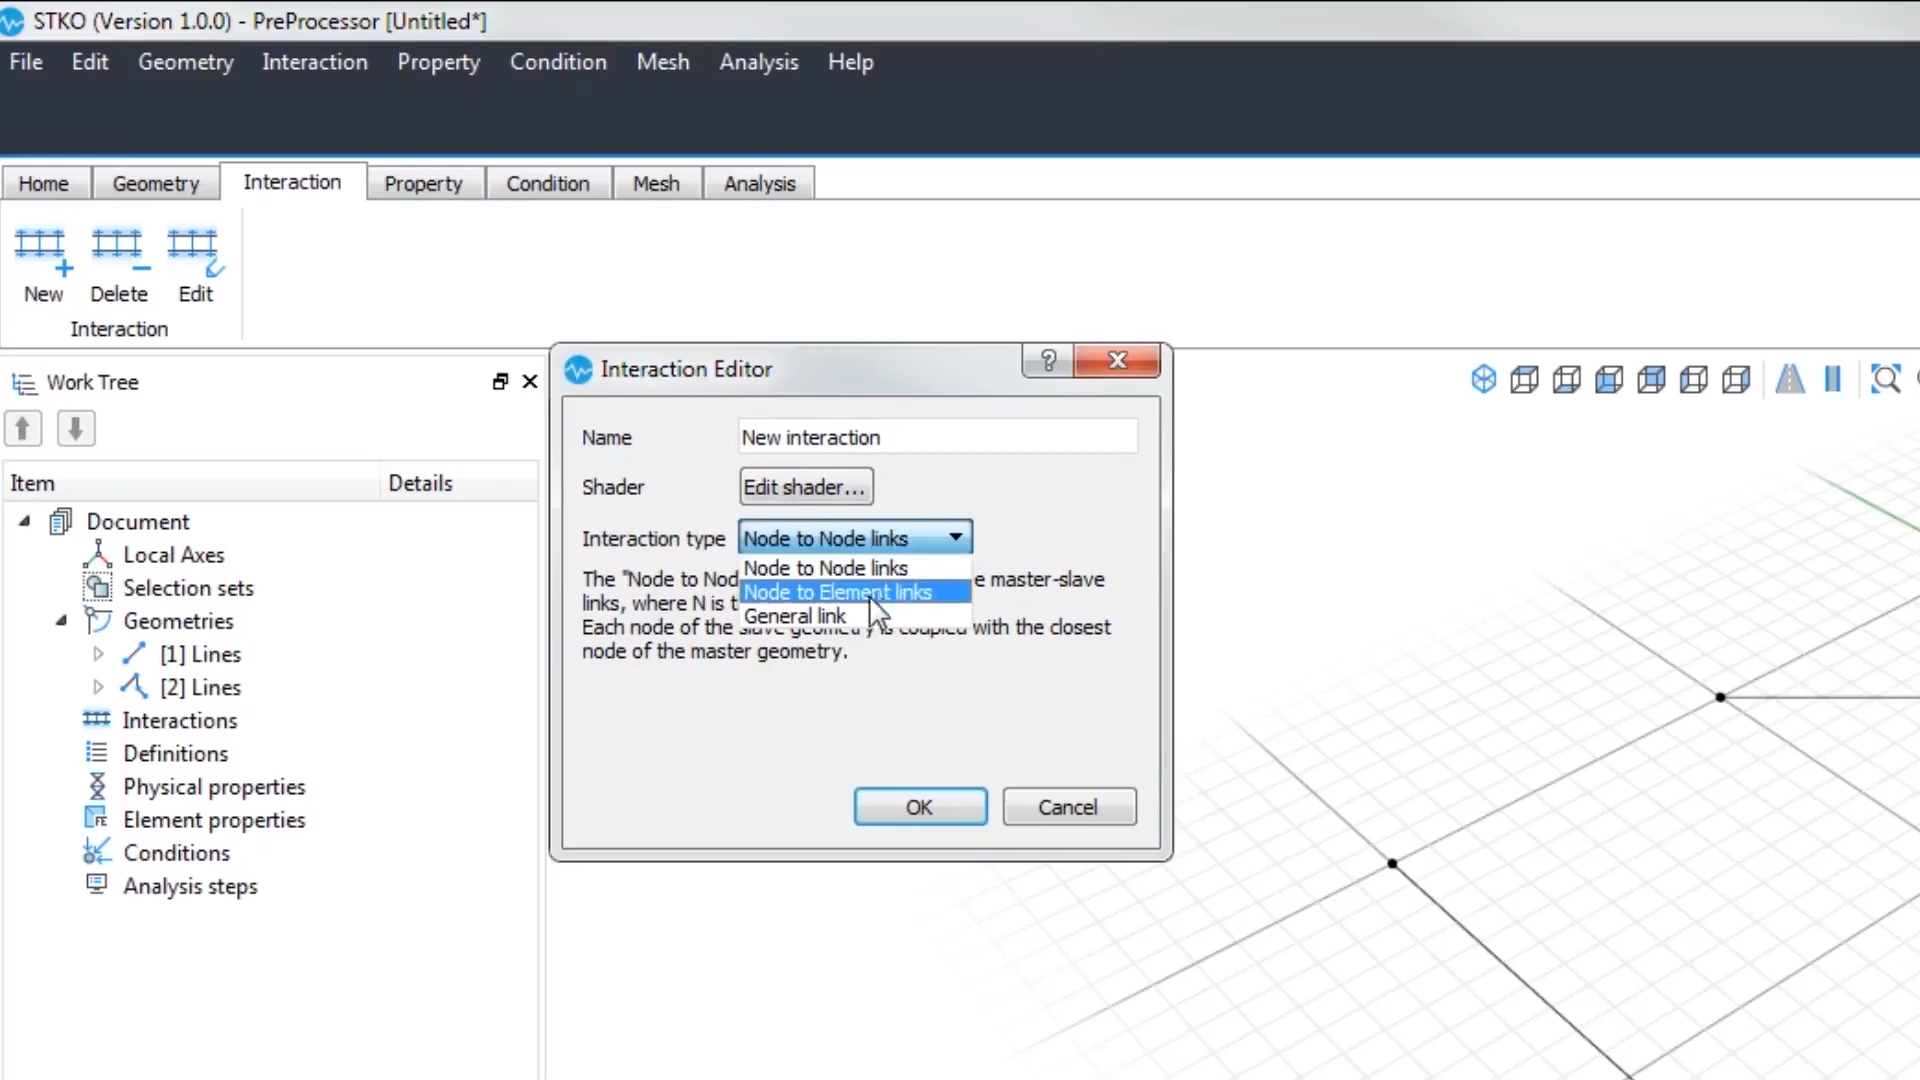 STKO (Version 1.0.0) - PreProcessor [Untitled*]
File Edit Geometry Interaction Property Condition Mesh Analysis Help
Home Geometry Interaction Property Condition Mesh Analysis
New Delete Edit
Interaction
Work Tree
Item Details
Document
Local Axes
Selection sets
Geometries
[1] Lines
[2] Lines
Interactions
Definitions
Physical properties
Element properties
Conditions
Analysis steps
Interaction Editor
Name New interaction
Shader Edit shader...
Interaction type Node to Node links
Node to Node links
Node to Element links
General link
The "Node to Nod e master-slave
links, where N is t
Each node of the slave geometry is coupled with the closest
node of the master geometry.
OK Cancel